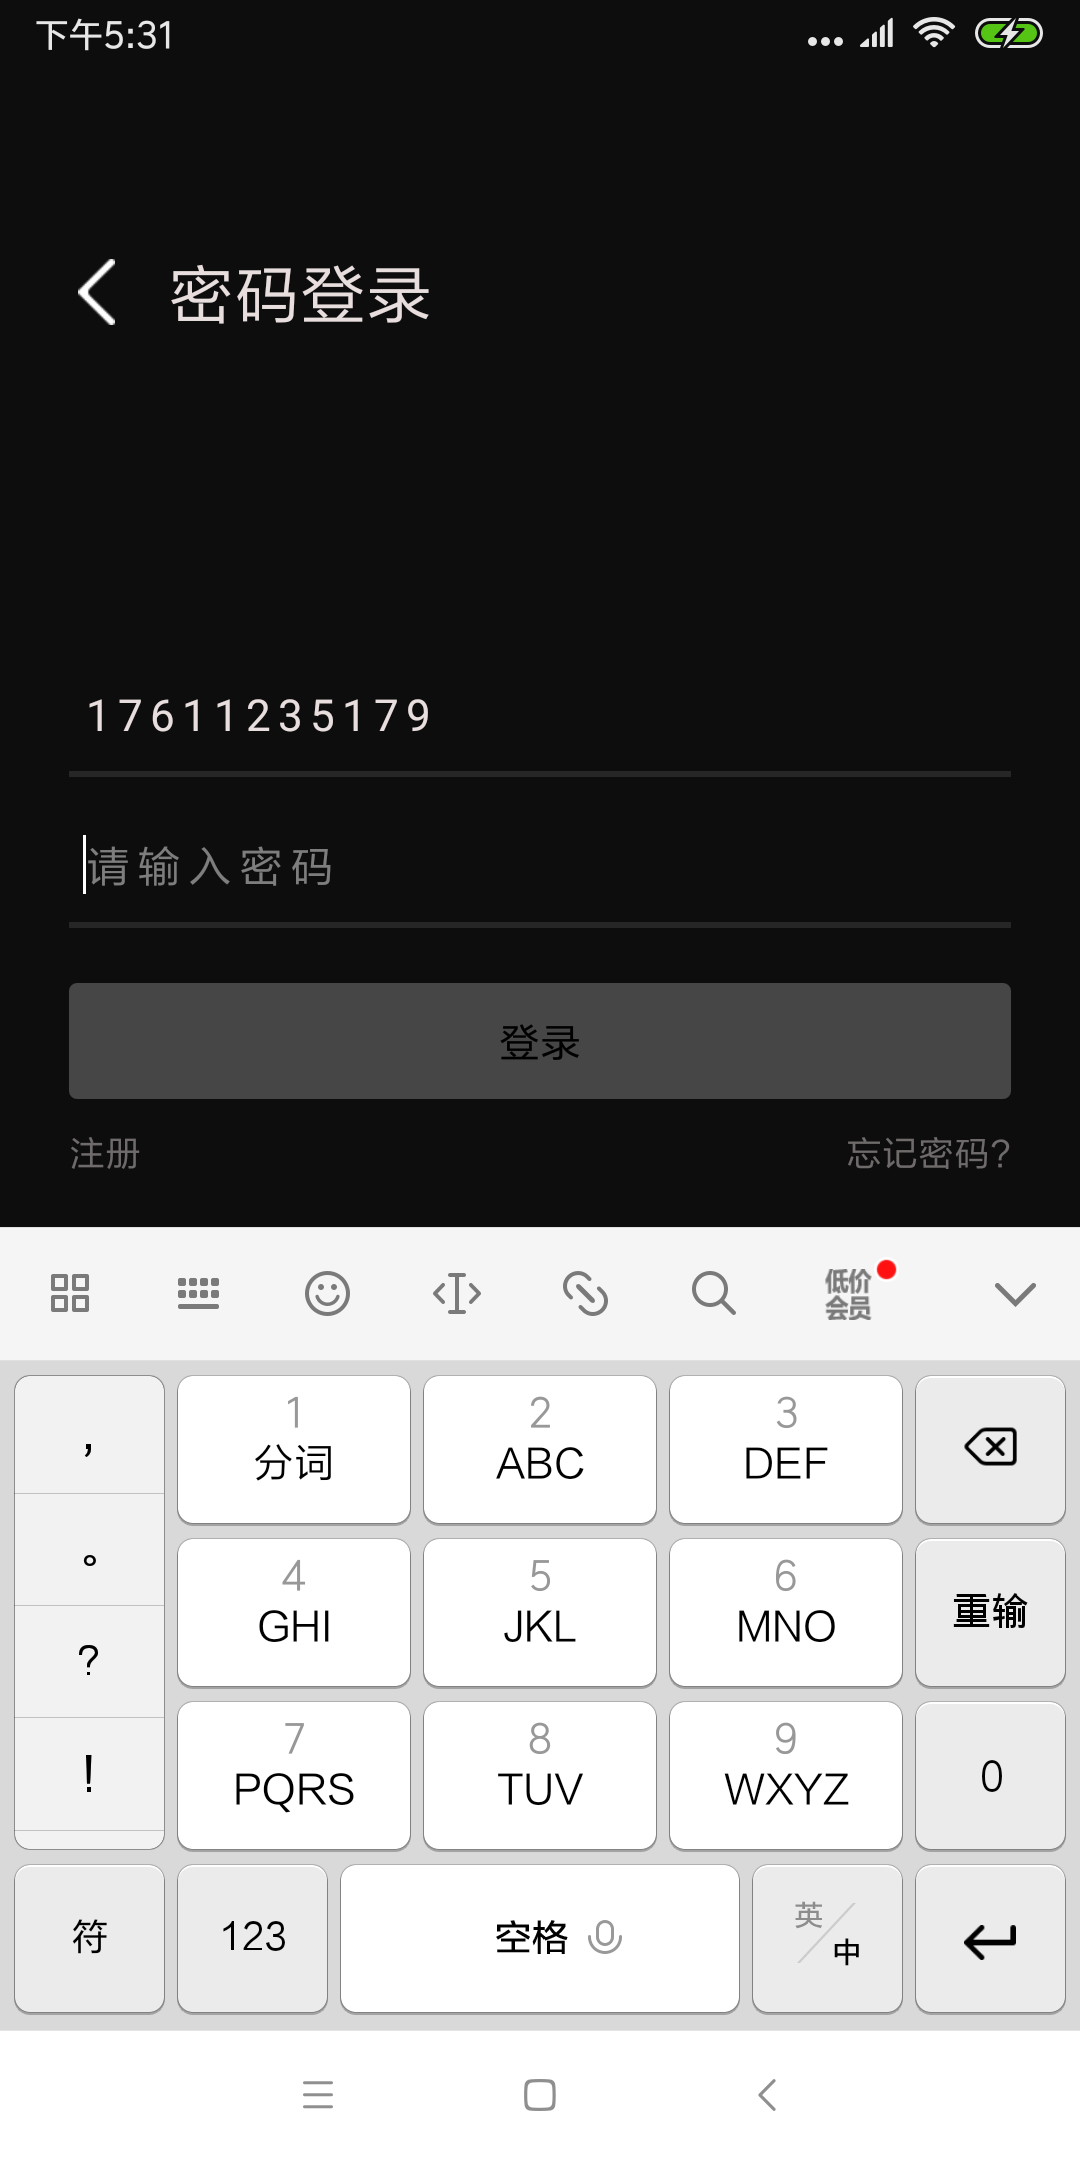 下午5:31
密码登录
17611235179
请输入密码
登录
注册 忘记密码?
低价
会员
, 1 2 3
分词 ABC DEF
。 4 5 6
GHI JKL MNO 重输
?
! 7 8 9
PQRS TUV WXYZ 0
符 123 空格 英/中